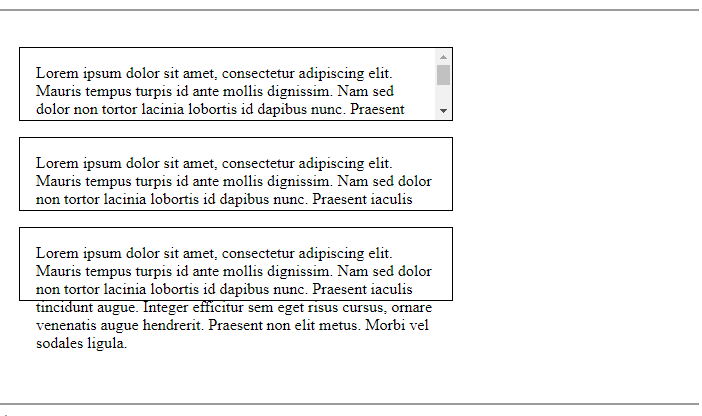 Lorem ipsum dolor sit amet, consectetur adipiscing elit.
Mauris tempus turpis id ante mollis dignissim. Nam sed
dolor non tortor lacinia lobortis id dapibus nunc. Praesent
Lorem ipsum dolor sit amet, consectetur adipiscing elit.
Mauris tempus turpis id ante mollis dignissim. Nam sed dolor
non tortor lacinia lobortis id dapibus nunc. Praesent iaculis
Lorem ipsum dolor sit amet, consectetur adipiscing elit.
Mauris tempus turpis id ante mollis dignissim. Nam sed dolor
non tortor lacinia lobortis id dapibus nunc. Praesent iaculis
tincidunt augue. Integer efficitur sem eget risus cursus, ornare
venenatis augue hendrerit. Praesent non elit metus. Morbi vel
sodales ligula.